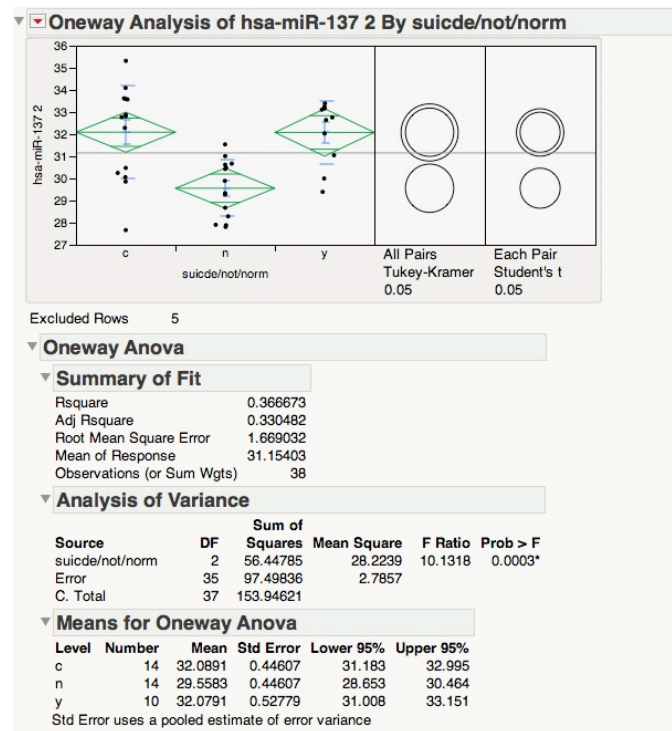 Oneway Analysis of hsa-miR-137 2 By suicde/not/norm
hsa-miR-137 2
36
35
34
33
32
31
30
29
28
27
c n y
suicde/not/norm
All Pairs
Tukey-Kramer
0.05
Each Pair
Student's t
0.05
Excluded Rows 5
Oneway Anova
Summary of Fit
Rsquare 0.366673
Adj Rsquare 0.330482
Root Mean Square Error 1.669032
Mean of Response 31.15403
Observations (or Sum Wgts) 38
Analysis of Variance
Source DF Sum of Squares Mean Square F Ratio Prob > F
suicde/not/norm 2 56.44785 28.2239 10.1318 0.0003*
Error 35 97.49836 2.7857
C. Total 37 153.94621
Means for Oneway Anova
Level Number Mean Std Error Lower 95% Upper 95%
c 14 32.0891 0.44607 31.183 32.995
n 14 29.5583 0.44607 28.653 30.464
y 10 32.0791 0.52779 31.008 33.151
Std Error uses a pooled estimate of error variance